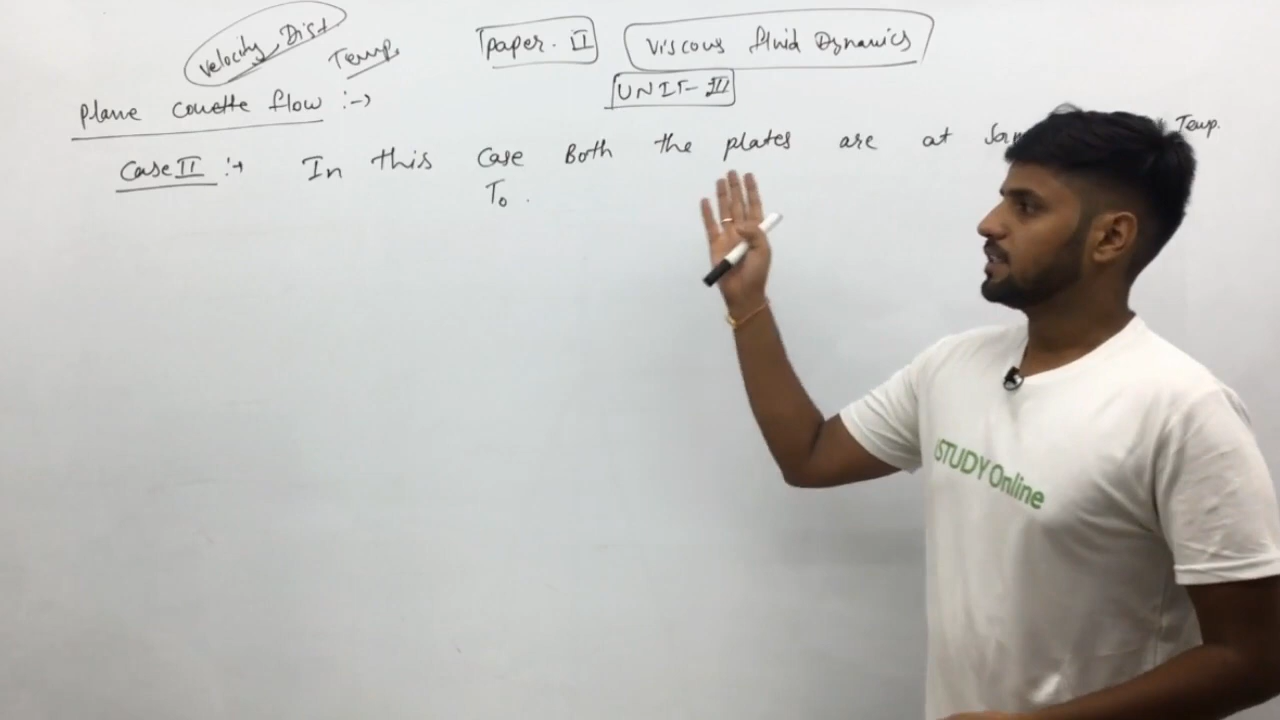 Velocity Dist
Temp.
Paper. II
Viscous fluid Dynamics
UNIT-III
Plane couette flow :->
Case II :-> In this Case Both the plates are at Temp.
To.
STUDY Online